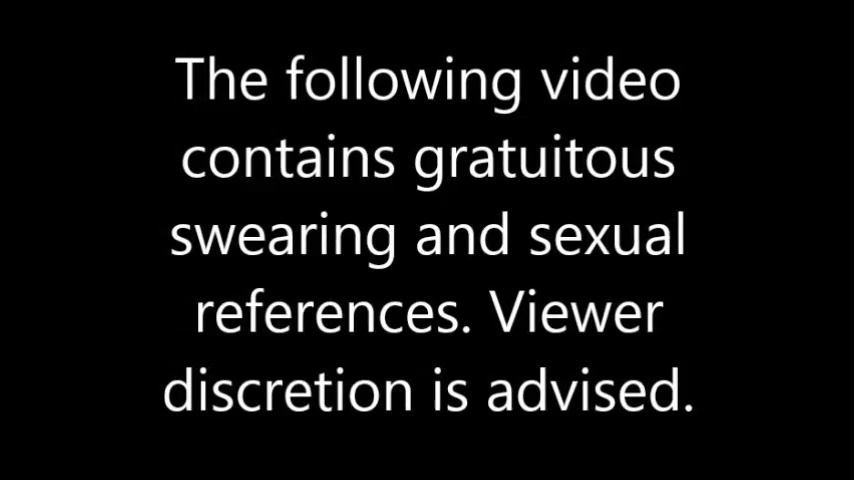 The following video
contains gratuitous
swearing and sexual
references. Viewer
discretion is advised.